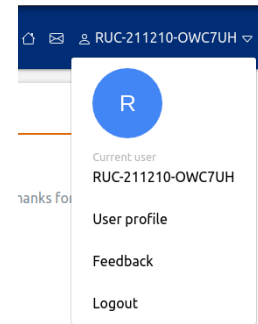 RUC-211210-OWC7UH
R
Current user
RUC-211210-OWC7UH
hanks for
User profile
Feedback
Logout